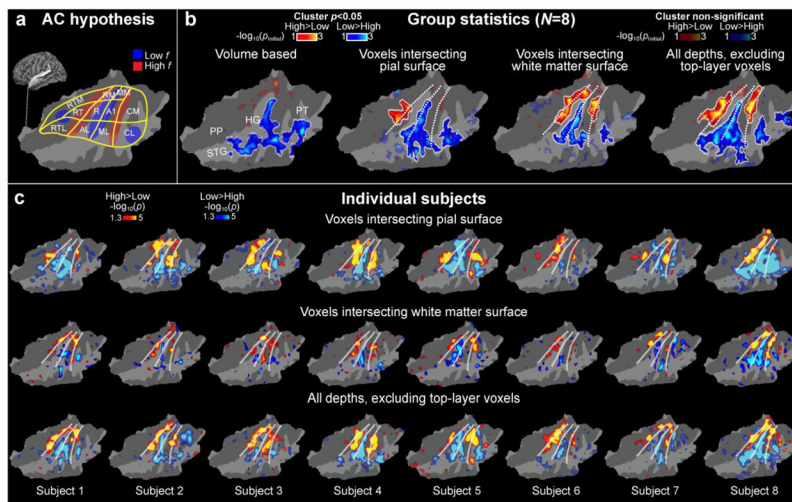 a AC hypothesis
Low f
High f
RTM
RM
MM
RT
R
A1
CM
RTL
AL
ML
CL
b Group statistics (N=8)
Cluster p<0.05
-log10(pinitial)
High>Low
1 3
Low>High
1 3
Cluster non-significant
-log10(pinitial)
High>Low
1 3
Low>High
1 3
Volume based
Voxels intersecting
pial surface
Voxels intersecting
white matter surface
All depths, excluding
top-layer voxels
HG
PT
PP
STG
c Individual subjects
High>Low
-log10(p)
1.3 5
Low>High
-log10(p)
1.3 5
Voxels intersecting pial surface
Voxels intersecting white matter surface
All depths, excluding top-layer voxels
Subject 1 Subject 2 Subject 3 Subject 4 Subject 5 Subject 6 Subject 7 Subject 8